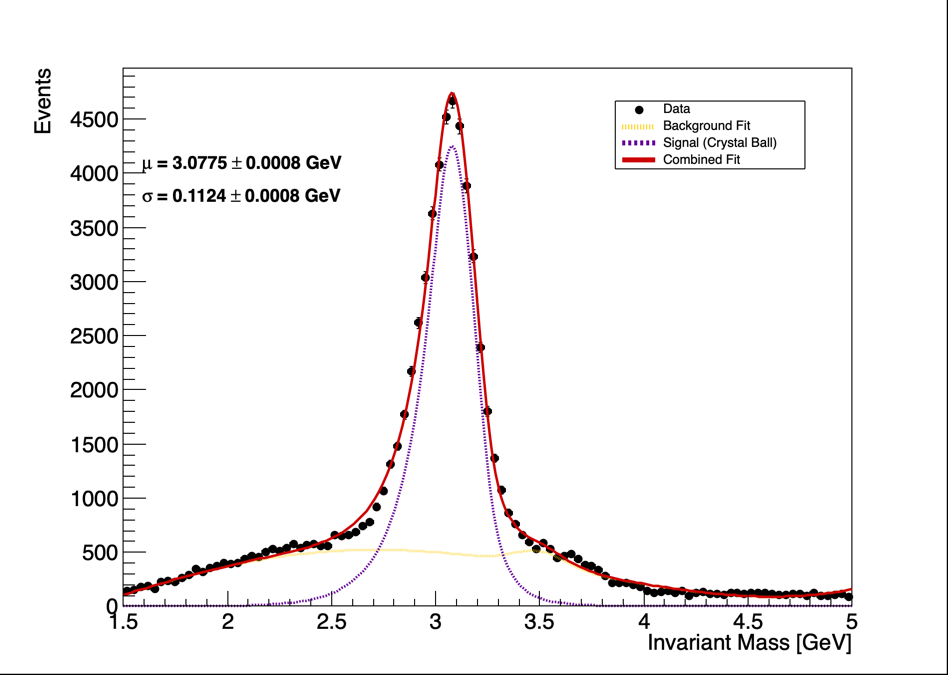 Events
4500
4000
3500
3000
2500
2000
1500
1000
500
0
μ = 3.0775 ± 0.0008 GeV
σ = 0.1124 ± 0.0008 GeV
Data
Background Fit
Signal (Crystal Ball)
Combined Fit
1.5 2 2.5 3 3.5 4 4.5 5
Invariant Mass [GeV]